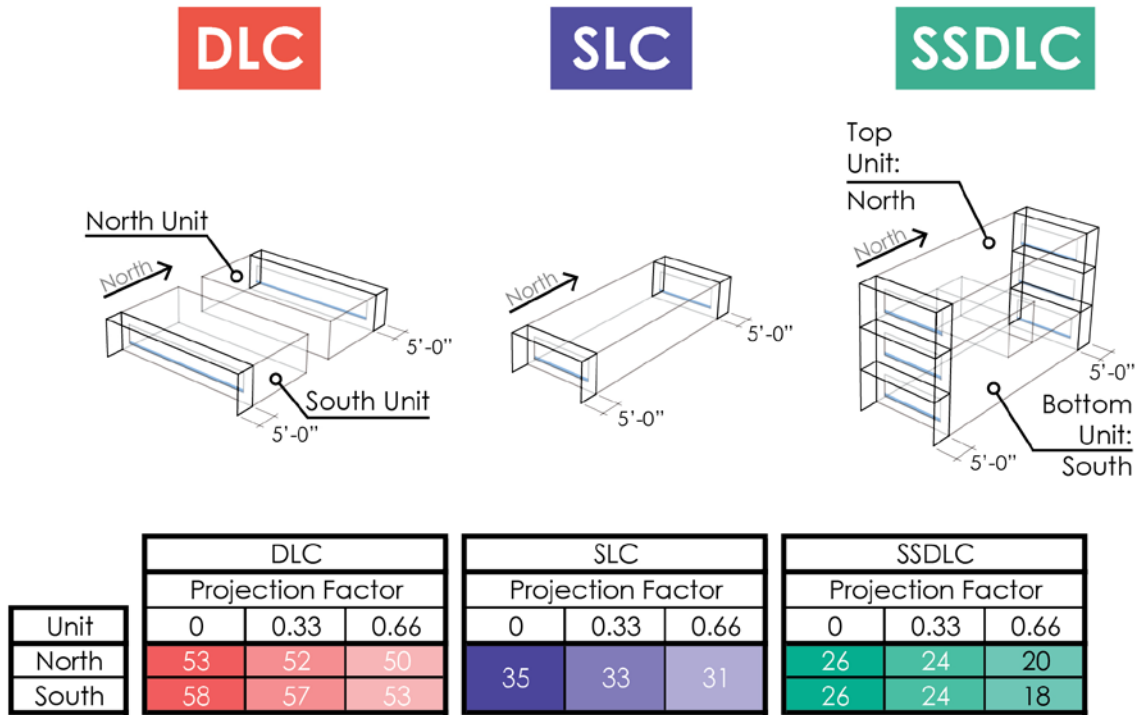 DLC
SLC
SSDLC
North Unit
North
5'-0"
South Unit
5'-0"
North
5'-0"
5'-0"
Top
Unit:
North
North
5'-0"
Bottom
Unit:
South
5'-0"
DLC SLC SSDLC
Projection Factor Projection Factor Projection Factor
Unit 0 0.33 0.66 0 0.33 0.66 0 0.33 0.66
North 53 52 50 35 33 31 26 24 20
South 58 57 53 26 24 18